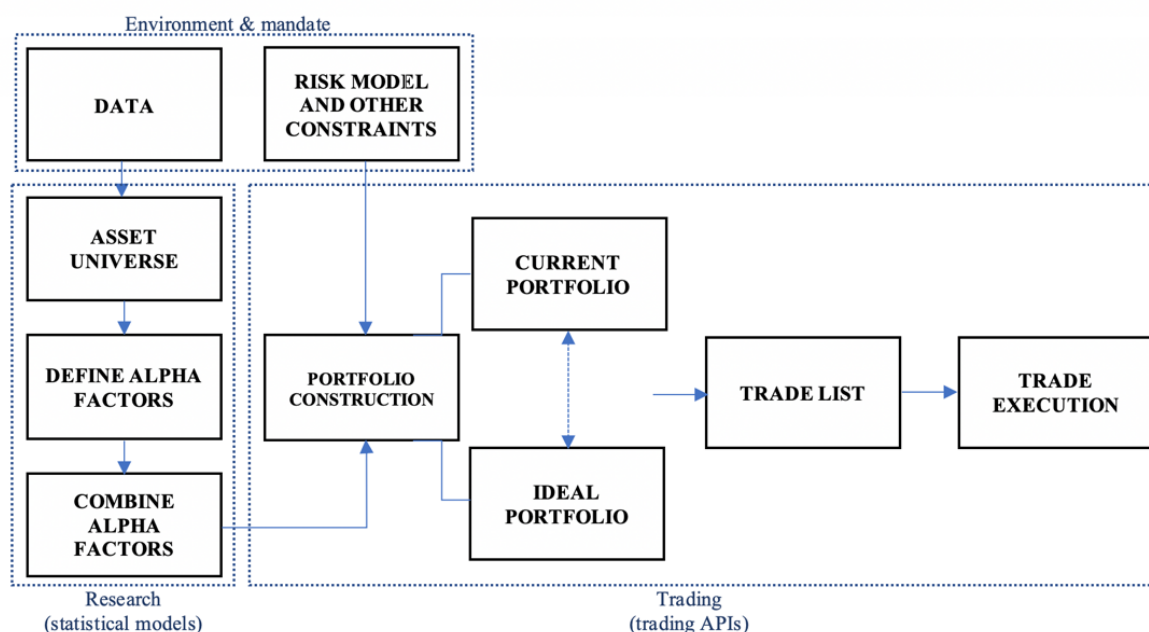 Environment & mandate
DATA
RISK MODEL
AND OTHER
CONSTRAINTS
ASSET
UNIVERSE
DEFINE ALPHA
FACTORS
COMBINE
ALPHA
FACTORS
PORTFOLIO
CONSTRUCTION
CURRENT
PORTFOLIO
IDEAL
PORTFOLIO
TRADE LIST
TRADE
EXECUTION
Research
(statistical models)
Trading
(trading APIs)